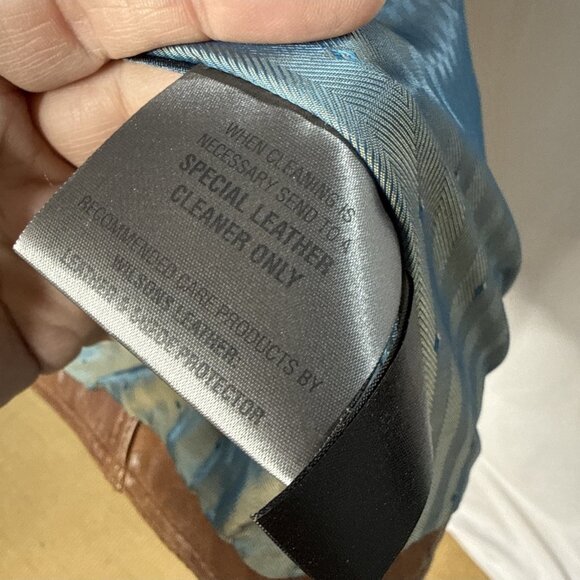 WHEN CLEANING IS
NECESSARY SEND TO A
SPECIAL LEATHER
CLEANER ONLY
RECOMMENDED CARE PRODUCTS BY
WILSONS LEATHER:
LEATHER & SUEDE PROTECTOR